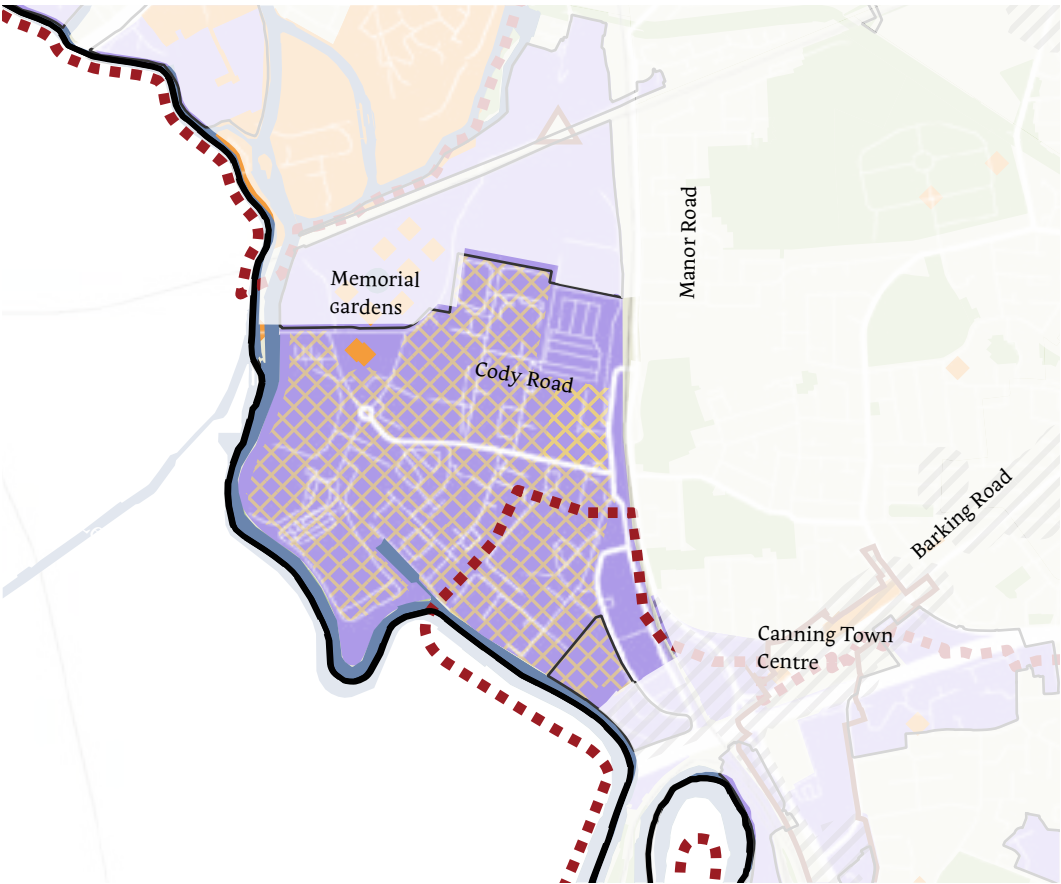 Manor Road
Memorial
gardens
Cody Road
Barking Road
Canning Town
Centre